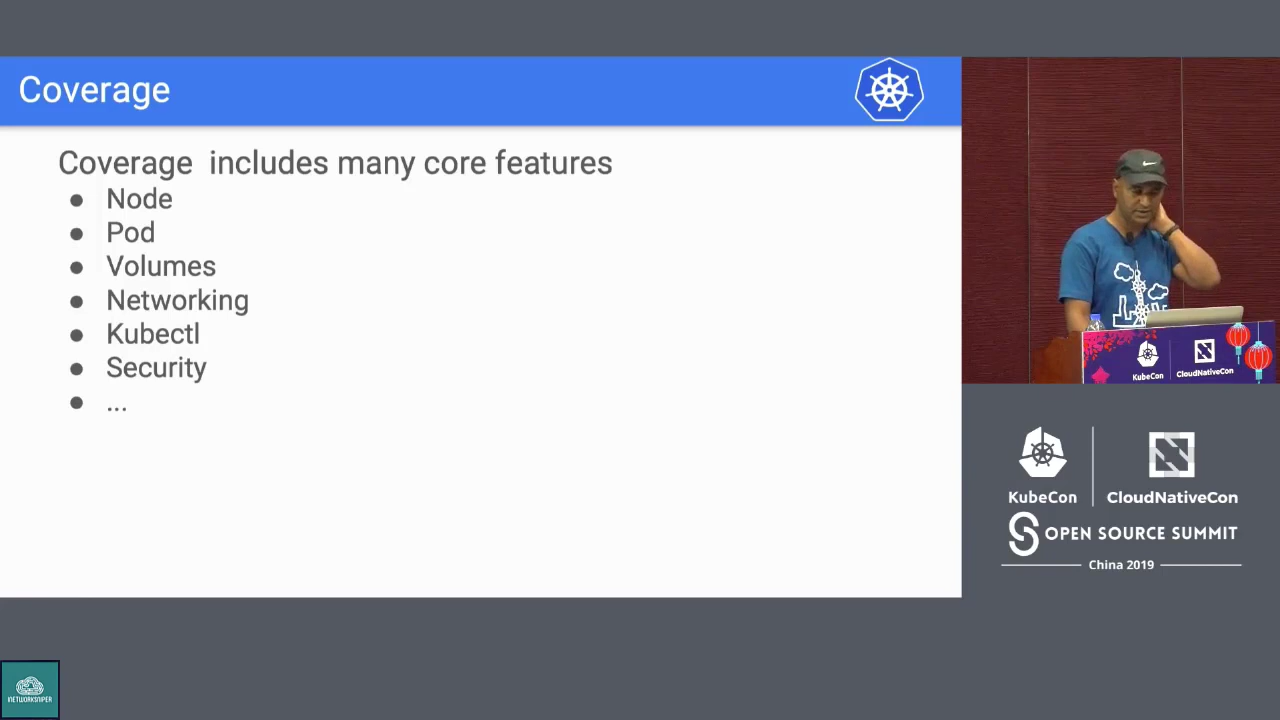 Coverage
Coverage includes many core features
● Node
● Pod
● Volumes
● Networking
● Kubectl
● Security
● ...
KubeCon
CloudNativeCon
KubeCon
CloudNativeCon
OPEN SOURCE SUMMIT
China 2019
INETWORKSNIPER